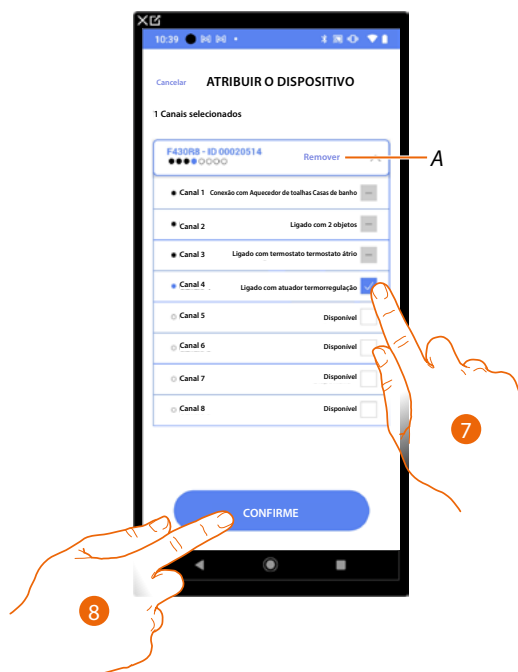 10:39
Cancelar ATRIBUIR O DISPOSITIVO
1 Canais selecionados
F430R8 - ID 00020514
Remover
A
Canal 1 Conexão com Aquecedor de toalhas Casas de banho
Canal 2 Ligado com 2 objetos
Canal 3 Ligado com termostato termostato átrio
Canal 4 Ligado com atuador termorregulação
Canal 5 Disponível
Canal 6 Disponível
Canal 7 Disponível
Canal 8 Disponível
7
CONFIRME
8